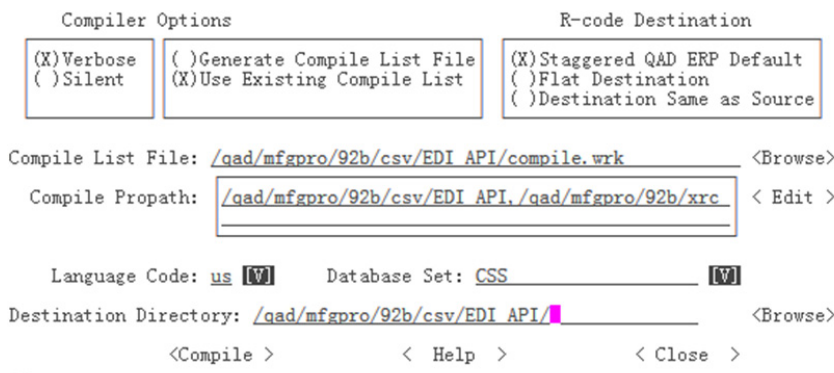 Compiler Options
R-code Destination
(X)Verbose
( )Silent
( )Generate Compile List File
(X)Use Existing Compile List
(X)Staggered QAD ERP Default
( )Flat Destination
( )Destination Same as Source
Compile List File: /qad/mfgpro/92b/csv/EDI_API/compile.wrk <Browse>
Compile Propath: /qad/mfgpro/92b/csv/EDI_API,/qad/mfgpro/92b/xrc < Edit >
Language Code: us [V] Database Set: CSS [V]
Destination Directory: /qad/mfgpro/92b/csv/EDI_API/ <Browse>
<Compile > < Help > < Close >